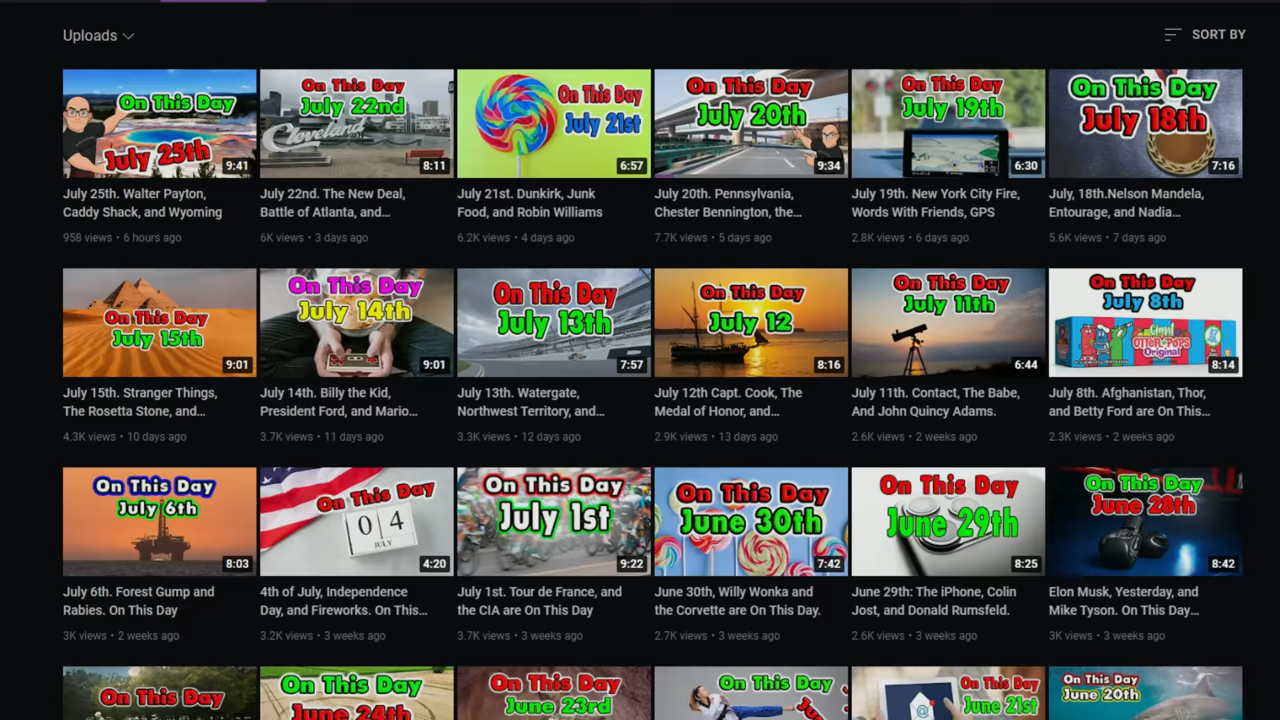 Uploads
SORT BY
On This Day
July 25th
9:41
On This Day
July 22nd
Cleveland
8:11
On This Day
July 21st
6:57
On This Day
July 20th
9:34
On This Day
July 19th
6:30
On This Day
July 18th
7:16
July 25th. Walter Payton,
Caddy Shack, and Wyoming
958 views • 6 hours ago
July 22nd. The New Deal,
Battle of Atlanta, and…
6K views • 3 days ago
July 21st. Dunkirk, Junk
Food, and Robin Williams
6.2K views • 4 days ago
July 20th. Pennsylvania,
Chester Bennington, the…
7.7K views • 5 days ago
July 19th. New York City Fire,
Words With Friends, GPS
2.8K views • 6 days ago
July, 18th.Nelson Mandela,
Entourage, and Nadia…
5.6K views • 7 days ago
On This Day
July 15th
9:01
On This Day
July 14th
9:01
On This Day
July 13th
7:57
On This Day
July 12
8:16
On This Day
July 11th
6:44
On This Day
July 8th
Giant
OTTER POPS
Original
8:14
July 15th. Stranger Things,
The Rosetta Stone, and…
4.3K views • 10 days ago
July 14th. Billy the Kid,
President Ford, and Mario…
3.7K views • 11 days ago
July 13th. Watergate,
Northwest Territory, and…
3.3K views • 12 days ago
July 12th Capt. Cook, The
Medal of Honor, and…
2.9K views • 13 days ago
July 11th. Contact, The Babe,
And John Quincy Adams.
2.6K views • 2 weeks ago
July 8th. Afghanistan, Thor,
and Betty Ford are On This…
2.3K views • 2 weeks ago
On This Day
July 6th
8:03
On This Day
04
JULY
4:20
On This Day
July 1st
9:22
On This Day
June 30th
7:42
On This Day
June 29th
8:25
On This Day
June 28th
8:42
July 6th. Forest Gump and
Rabies. On This Day
3K views • 2 weeks ago
4th of July, Independence
Day, and Fireworks. On This…
3.2K views • 3 weeks ago
July 1st. Tour de France, and
the CIA are On This Day
3.7K views • 3 weeks ago
June 30th, Willy Wonka and
the Corvette are On This Day.
2.7K views • 3 weeks ago
June 29th: The iPhone, Colin
Jost, and Donald Rumsfeld.
2.6K views • 3 weeks ago
Elon Musk, Yesterday, and
Mike Tyson. On This Day…
3K views • 3 weeks ago
On This Day
On This Day
June 24th
On This Day
June 23rd
On This Day
On This Day
June 21st
On This Day
June 20th